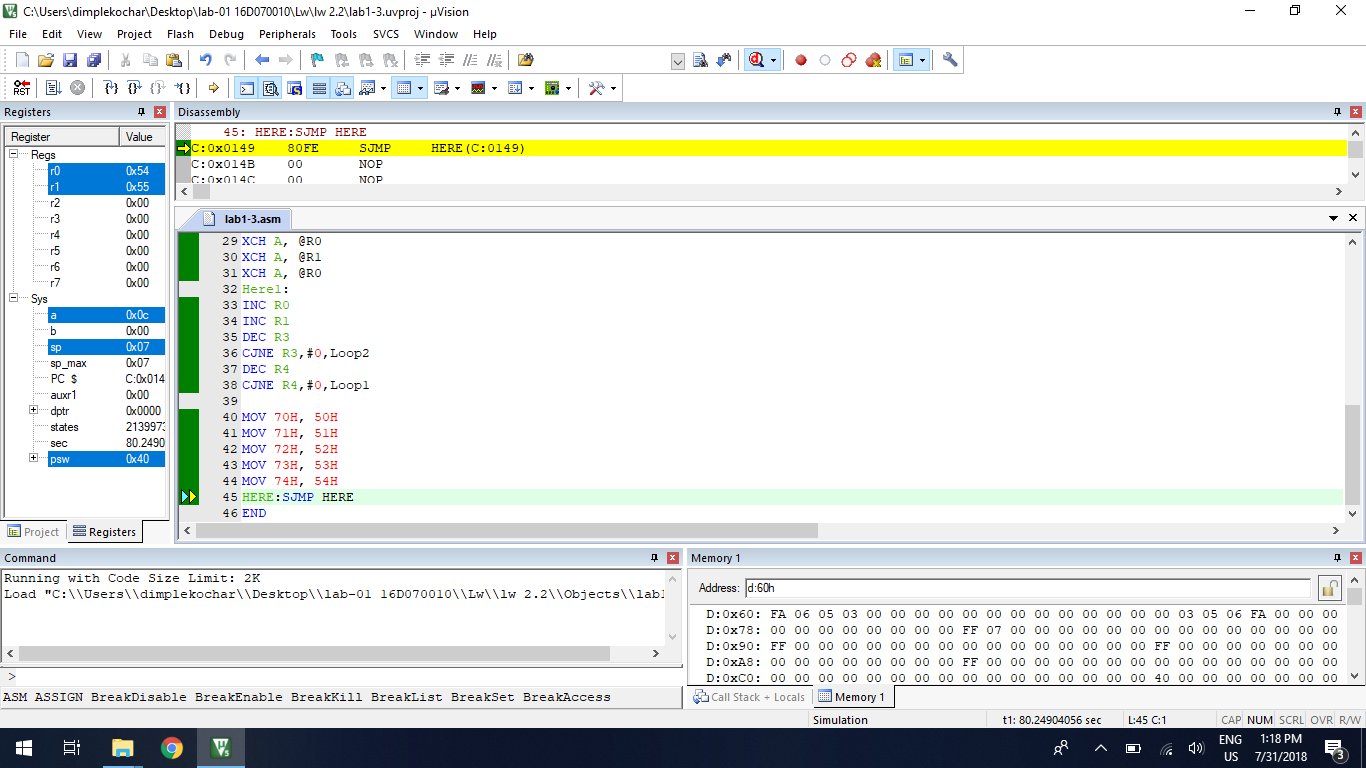 C:\Users\dimplekochar\Desktop\lab-01 16D070010\Lw\lw 2.2\lab1-3.uvproj - µVision
File Edit View Project Flash Debug Peripherals Tools SVCS Window Help
RST
Registers
Register Value
Regs
r0 0x54
r1 0x55
r2 0x00
r3 0x00
r4 0x00
r5 0x00
r6 0x00
r7 0x00
Sys
a 0x0c
b 0x00
sp 0x07
sp_max 0x07
PC $ C:0x014
auxr1 0x00
dptr 0x0000
states 2139973
sec 80.2490
psw 0x40
Project Registers
Disassembly
45: HERE:SJMP HERE
C:0x0149 80FE SJMP HERE(C:0149)
C:0x014B 00 NOP
C:0x014C 00 NOP
lab1-3.asm
29 XCH A, @R0
30 XCH A, @R1
31 XCH A, @R0
32 Here1:
33 INC R0
34 INC R1
35 DEC R3
36 CJNE R3,#0,Loop2
37 DEC R4
38 CJNE R4,#0,Loop1
39
40 MOV 70H, 50H
41 MOV 71H, 51H
42 MOV 72H, 52H
43 MOV 73H, 53H
44 MOV 74H, 54H
45 HERE:SJMP HERE
46 END
Command
Running with Code Size Limit: 2K
Load "C:\\Users\\dimplekochar\\Desktop\\lab-01 16D070010\\Lw\\lw 2.2\\Objects\\lab1
>
ASM ASSIGN BreakDisable BreakEnable BreakKill BreakList BreakSet BreakAccess
Memory 1
Address: d:60h
D:0x60: FA 06 05 03 00 00 00 00 00 00 00 00 00 00 00 00 00 03 05 06 FA 00 00 00
D:0x78: 00 00 00 00 00 00 00 00 FF 07 00 00 00 00 00 00 00 00 00 00 00 00 00 00
D:0x90: FF 00 00 00 00 00 00 00 00 00 00 00 00 00 00 00 FF 00 00 00 00 00 00 00
D:0xA8: 00 00 00 00 00 00 00 00 FF 00 00 00 00 00 00 00 00 00 00 00 00 00 00 00
D:0xC0: 00 00 00 00 00 00 00 00 00 00 00 00 00 00 00 00 40 00 00 00 00 00 00 00
Call Stack + Locals Memory 1
Simulation t1: 80.24904056 sec L:45 C:1 CAP NUM SCRL OVR R/W
ENG
US
1:18 PM
7/31/2018
3